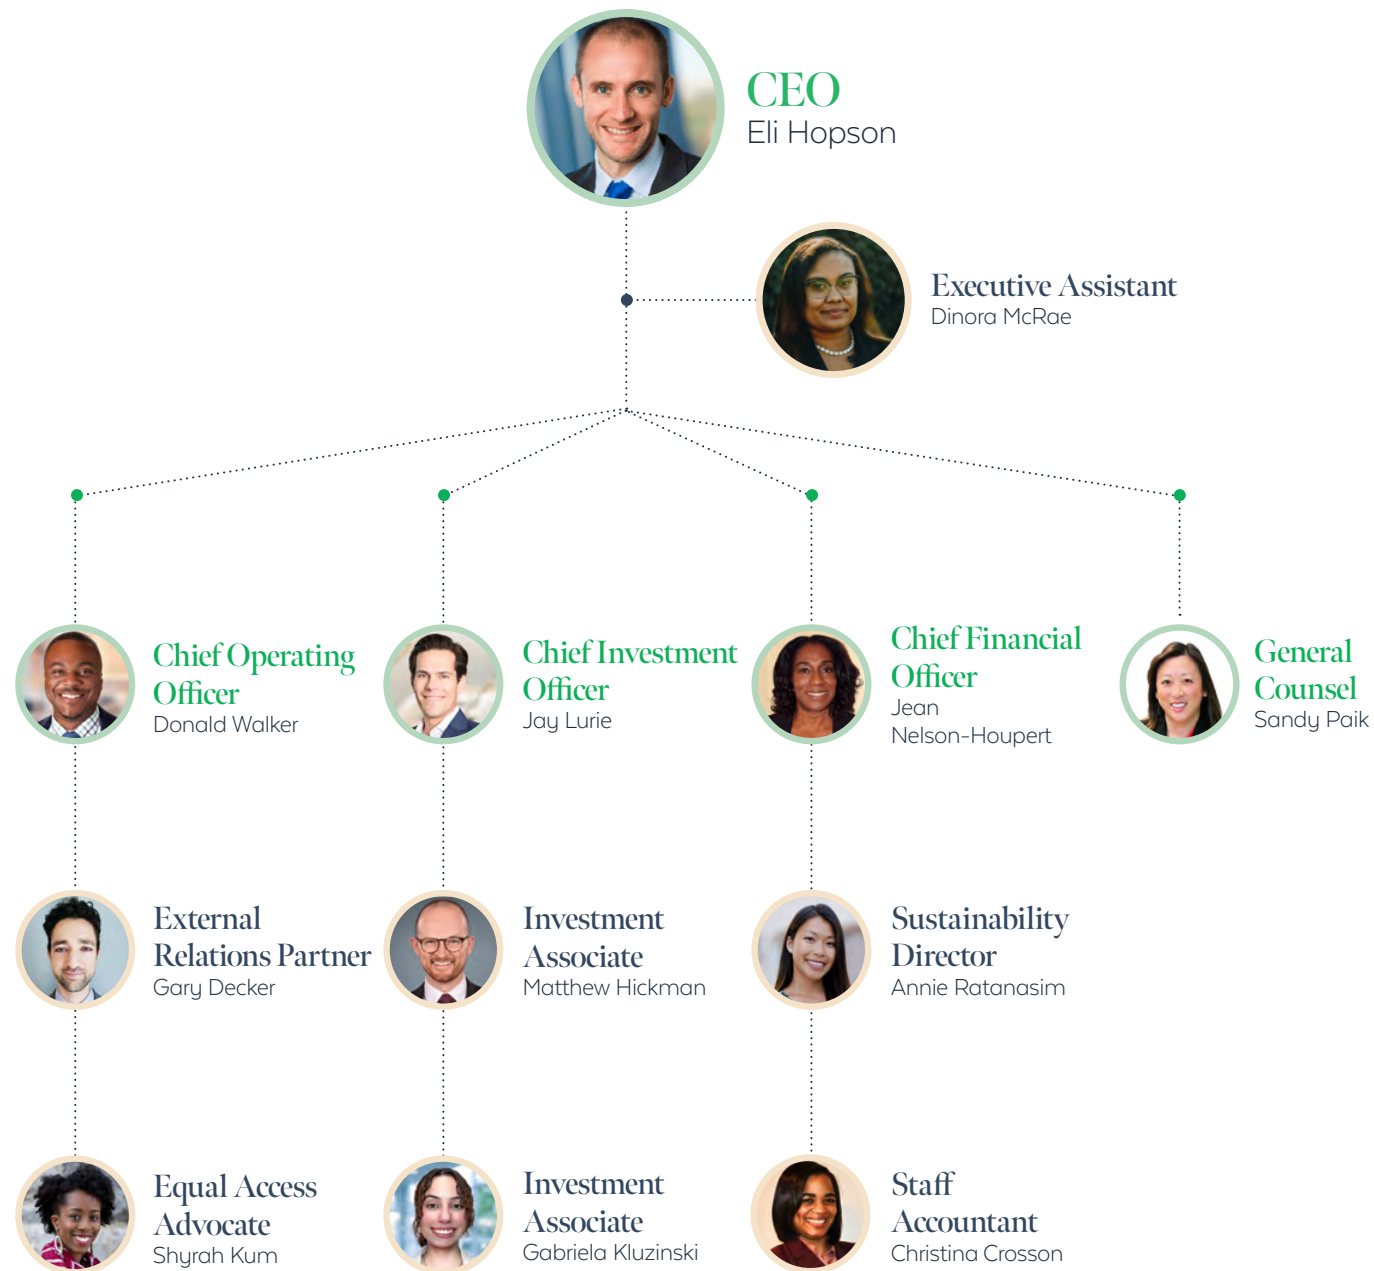 CEO
Eli Hopson
Executive Assistant
Dinora McRae
Chief Operating
Officer
Donald Walker
Chief Investment
Officer
Jay Lurie
Chief Financial
Officer
Jean
Nelson-Houpert
General
Counsel
Sandy Paik
External
Relations Partner
Gary Decker
Investment
Associate
Matthew Hickman
Sustainability
Director
Annie Ratanasim
Equal Access
Advocate
Shyrah Kum
Investment
Associate
Gabriela Kluzinski
Staff
Accountant
Christina Crosson